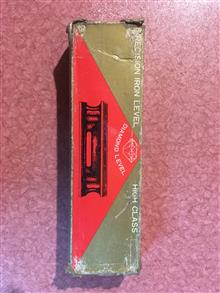 PRECISION IRON LEVEL
DIAMOND LEVEL
HIGH CLASS